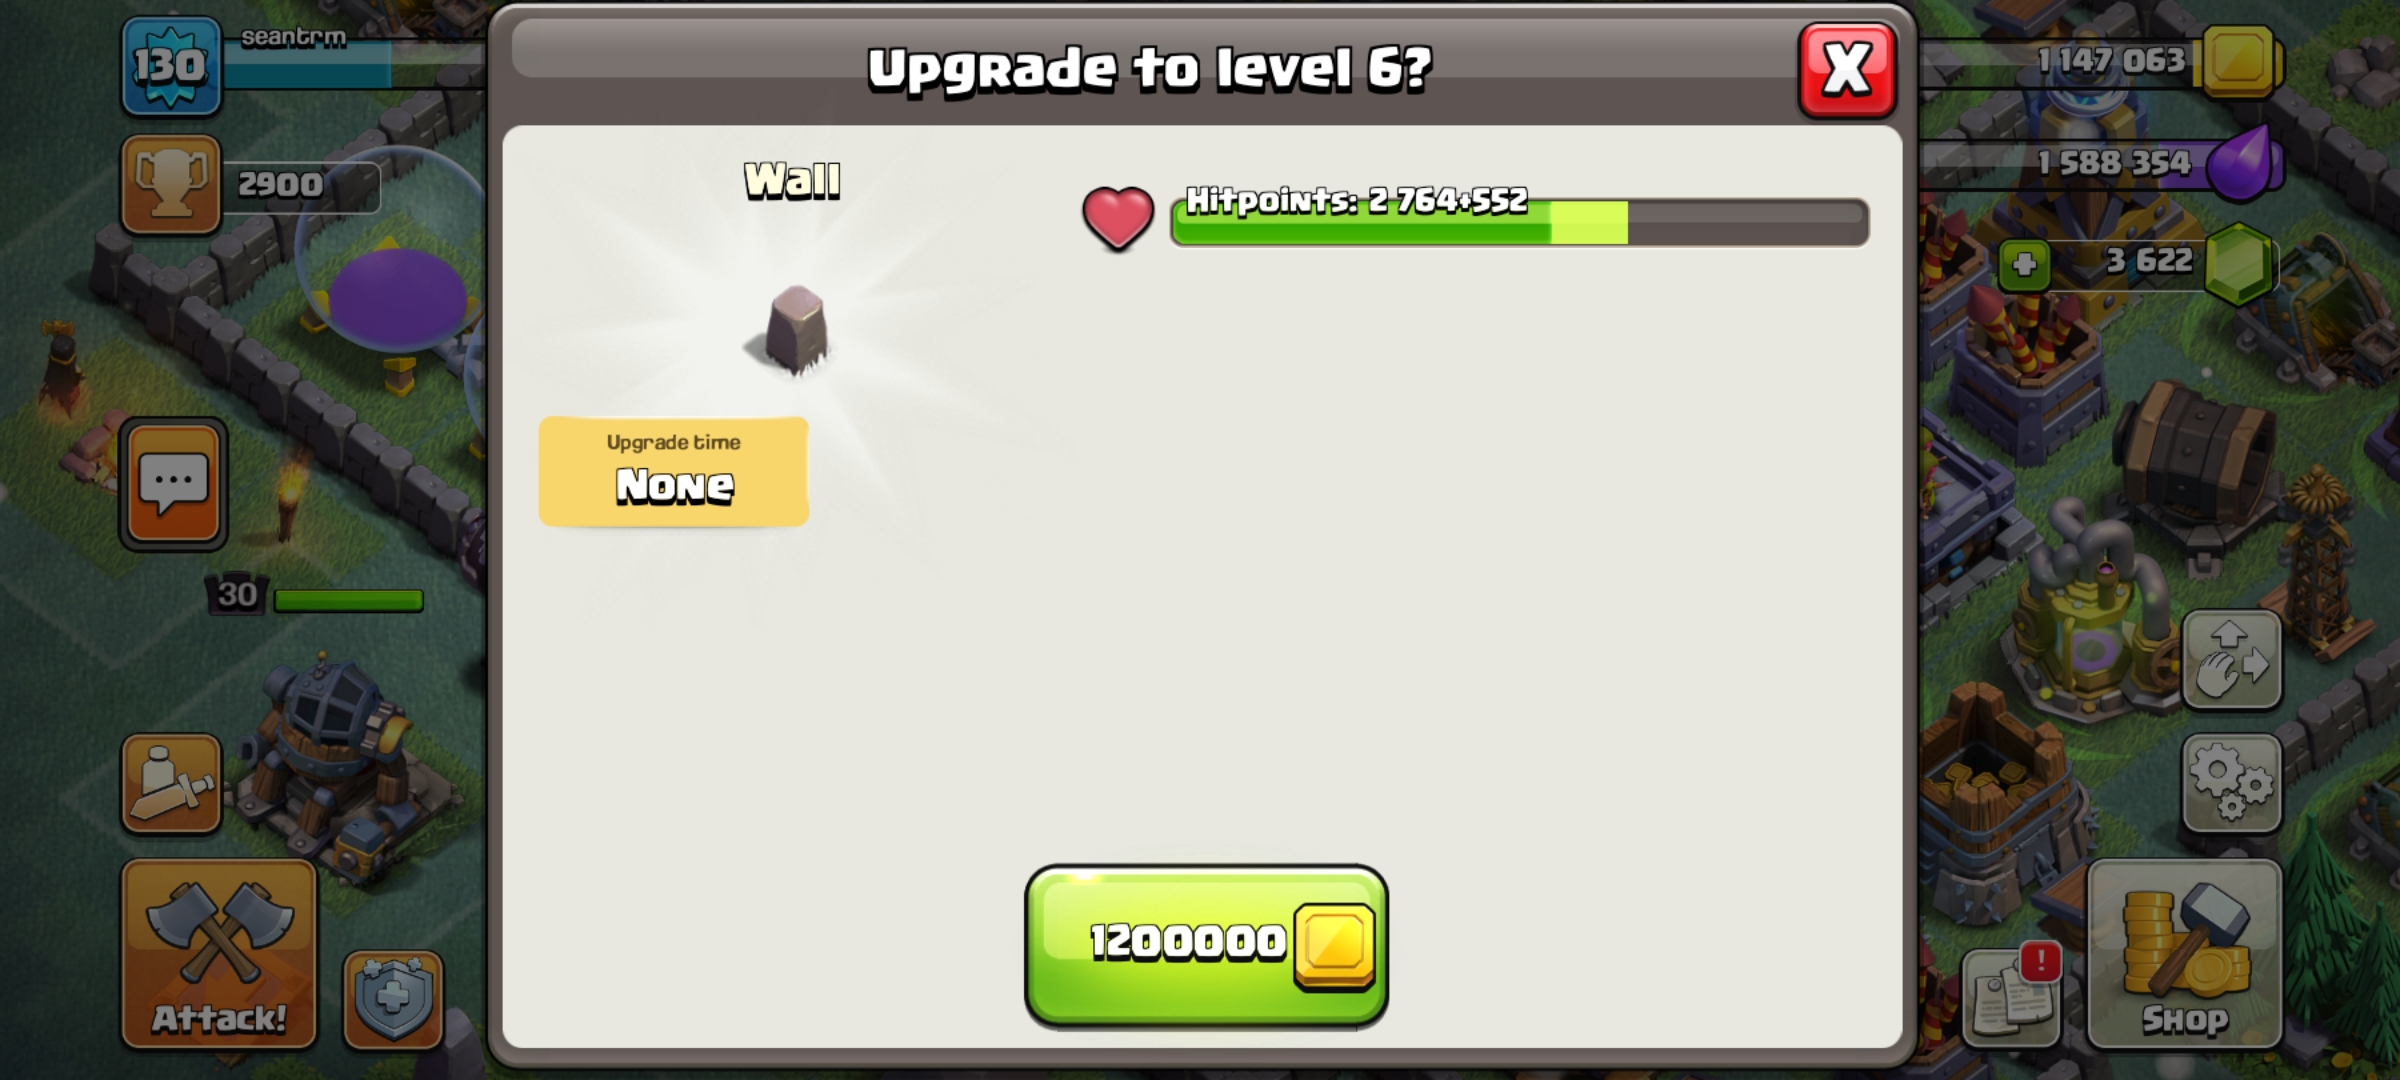 130
seantrm
Upgrade to level 6?
X
1 147 063
2900
Wall
Hitpoints: 2 764+552
1 588 354
3 622
Upgrade time
None
30
1200000
Attack!
!
Shop